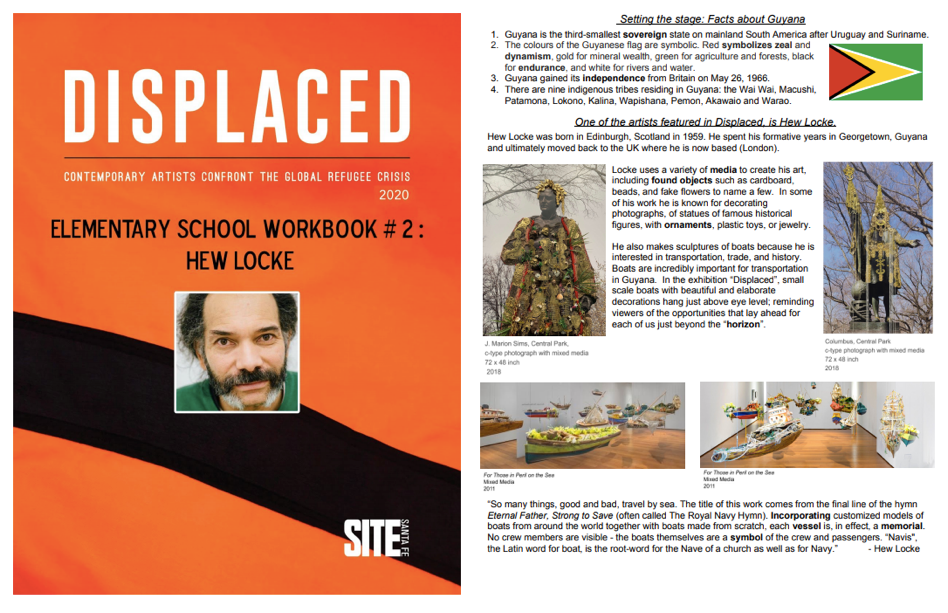 DISPLACED
CONTEMPORARY ARTISTS CONFRONT THE GLOBAL REFUGEE CRISIS
2020
ELEMENTARY SCHOOL WORKBOOK # 2 :
HEW LOCKE
SITE SANTA FE
Setting the stage: Facts about Guyana
1. Guyana is the third-smallest sovereign state on mainland South America after Uruguay and Suriname.
2. The colours of the Guyanese flag are symbolic. Red symbolizes zeal and
dynamism, gold for mineral wealth, green for agriculture and forests, black
for endurance, and white for rivers and water.
3. Guyana gained its independence from Britain on May 26, 1966.
4. There are nine indigenous tribes residing in Guyana: the Wai Wai, Macushi,
Patamona, Lokono, Kalina, Wapishana, Pemon, Akawaio and Warao.
One of the artists featured in Displaced, is Hew Locke.
Hew Locke was born in Edinburgh, Scotland in 1959. He spent his formative years in Georgetown, Guyana
and ultimately moved back to the UK where he is now based (London).
Locke uses a variety of media to create his art,
including found objects such as cardboard,
beads, and fake flowers to name a few. In some
of his work he is known for decorating
photographs, of statues of famous historical
figures, with ornaments, plastic toys, or jewelry.
He also makes sculptures of boats because he is
interested in transportation, trade, and history.
Boats are incredibly important for transportation
in Guyana. In the exhibition “Displaced”, small
scale boats with beautiful and elaborate
decorations hang just above eye level; reminding
viewers of the opportunities that lay ahead for
each of us just beyond the “horizon”.
J. Marion Sims, Central Park,
c-type photograph with mixed media
72 x 48 inch
2018
Columbus, Central Park
c-type photograph with mixed media
72 x 48 inch
2018
For Those in Peril on the Sea
Mixed Media
2011
For Those in Peril on the Sea
Mixed Media
2011
“So many things, good and bad, travel by sea. The title of this work comes from the final line of the hymn
Eternal Father, Strong to Save (often called The Royal Navy Hymn). Incorporating customized models of
boats from around the world together with boats made from scratch, each vessel is, in effect, a memorial.
No crew members are visible - the boats themselves are a symbol of the crew and passengers. “Navis",
the Latin word for boat, is the root-word for the Nave of a church as well as for Navy.” - Hew Locke